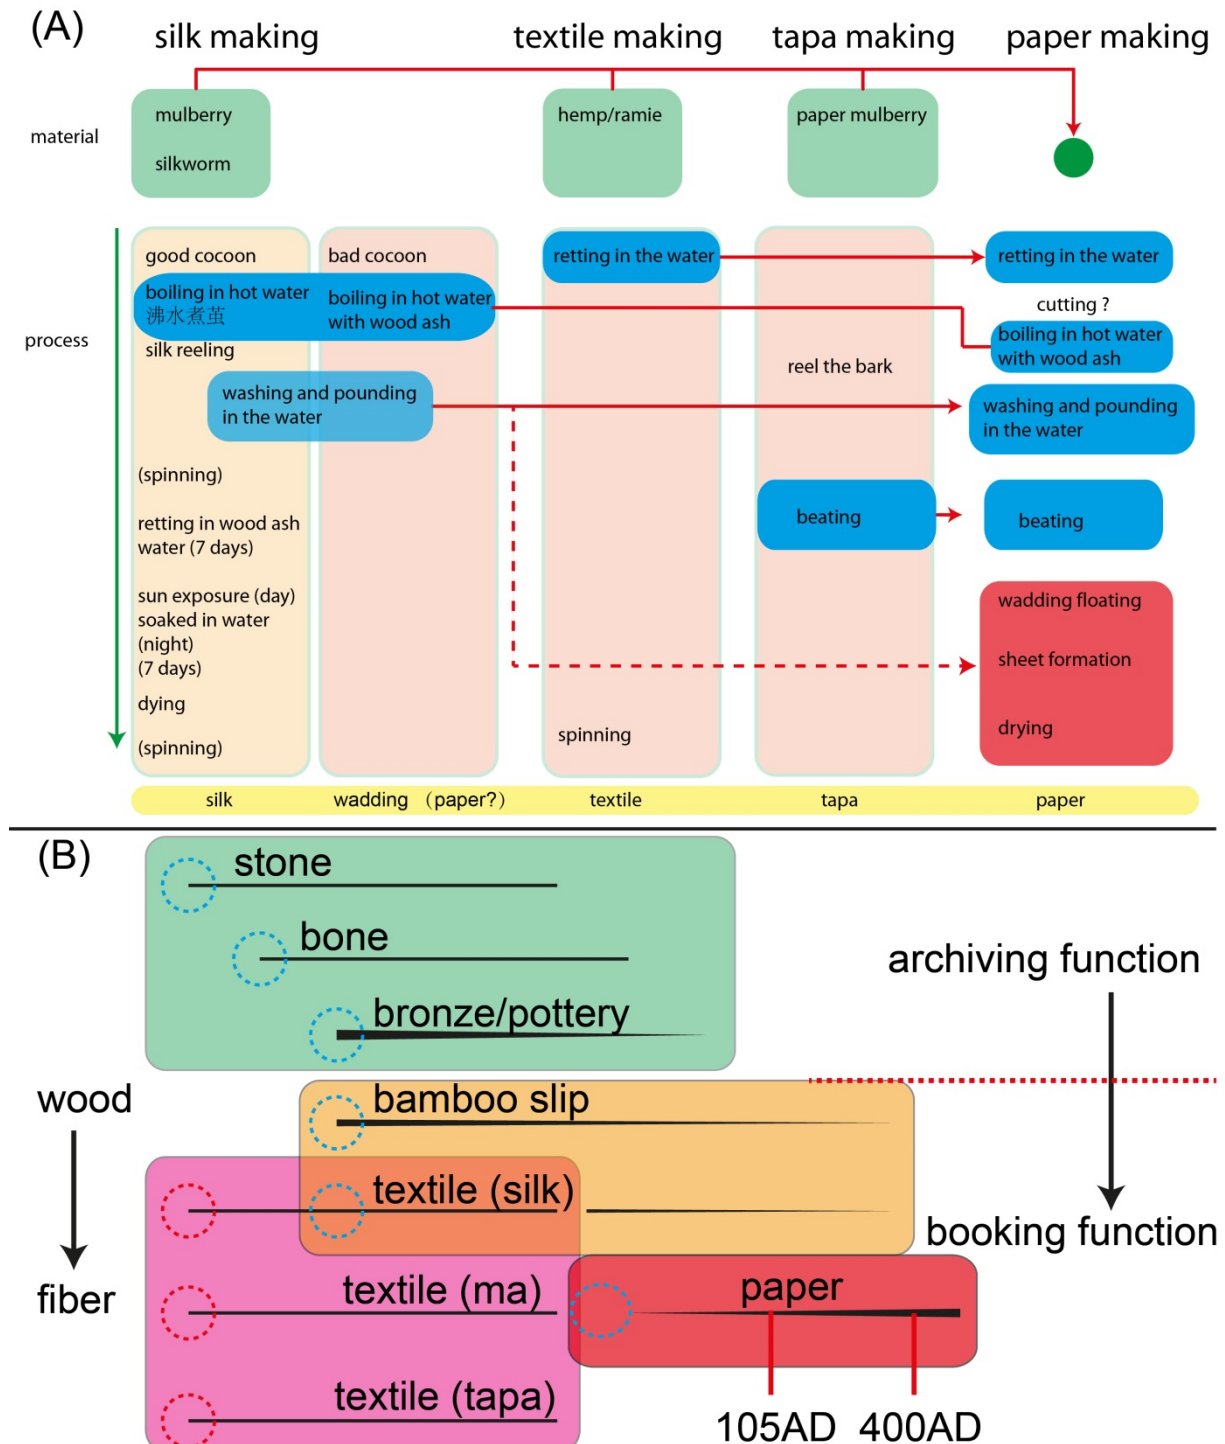 (A)
silk making
textile making
tapa making
paper making
material
mulberry
silkworm
hemp/ramie
paper mulberry
process
good cocoon
boiling in hot water
沸水煮茧
silk reeling
bad cocoon
boiling in hot water
with wood ash
washing and pounding
in the water
(spinning)
retting in wood ash
water (7 days)
sun exposure (day)
soaked in water
(night)
(7 days)
dying
(spinning)
retting in the water
spinning
reel the bark
beating
retting in the water
cutting ?
boiling in hot water
with wood ash
washing and pounding
in the water
beating
wadding floating
sheet formation
drying
silk
wadding （paper?）
textile
tapa
paper
(B)
stone
bone
bronze/pottery
archiving function
wood
bamboo slip
textile (silk)
booking function
fiber
textile (ma)
paper
textile (tapa)
105AD
400AD